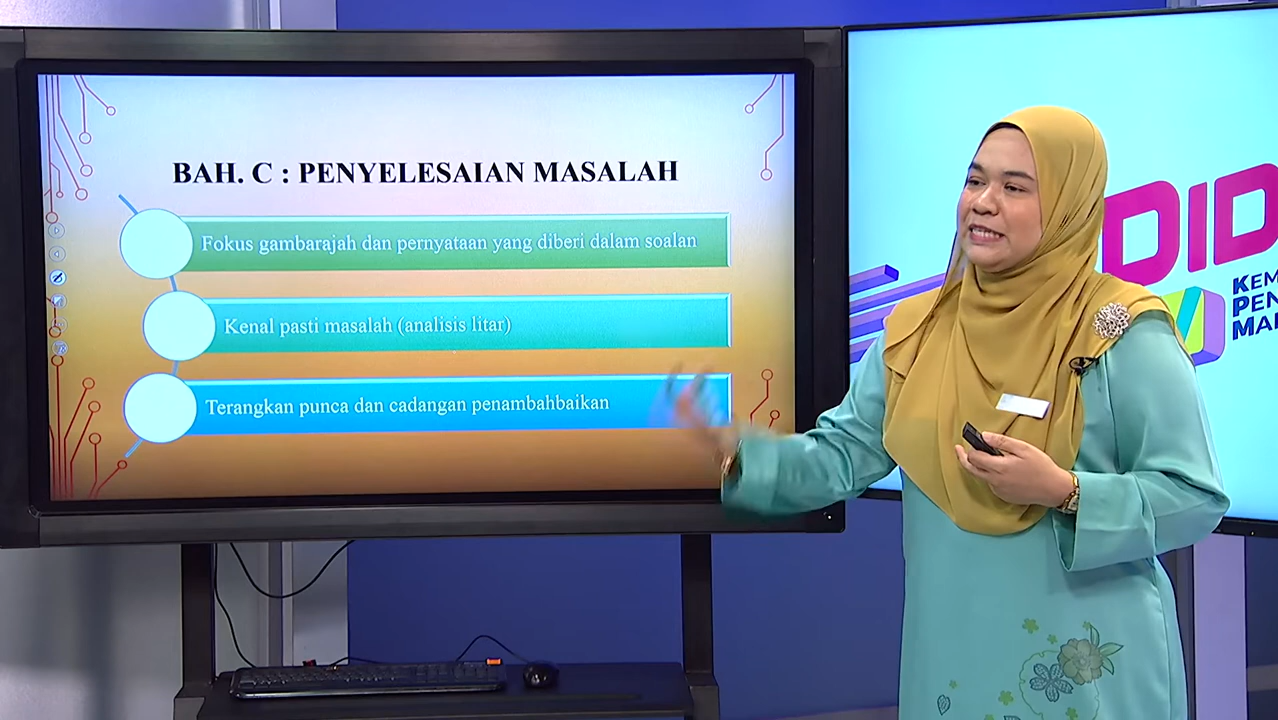 BAH. C : PENYELESAIAN MASALAH
Fokus gambarajah dan pernyataan yang diberi dalam soalan
Kenal pasti masalah (analisis litar)
Terangkan punca dan cadangan penambahbaikan
DID
KEM
PEN
MAL